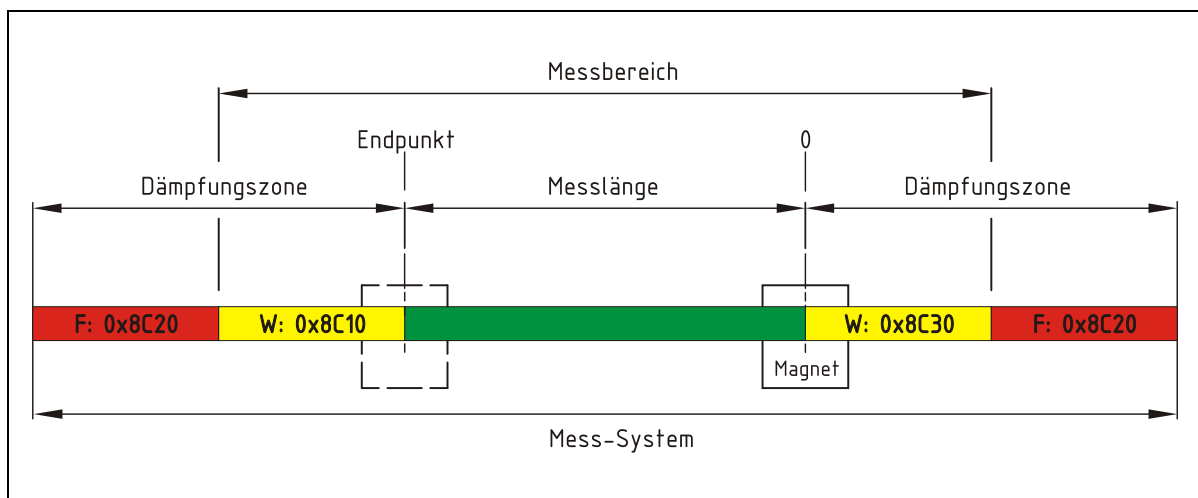 Messbereich
Endpunkt 0
Dämpfungszone Messlänge Dämpfungszone
F: 0x8C20 W: 0x8C10 W: 0x8C30 F: 0x8C20
Magnet
Mess-System